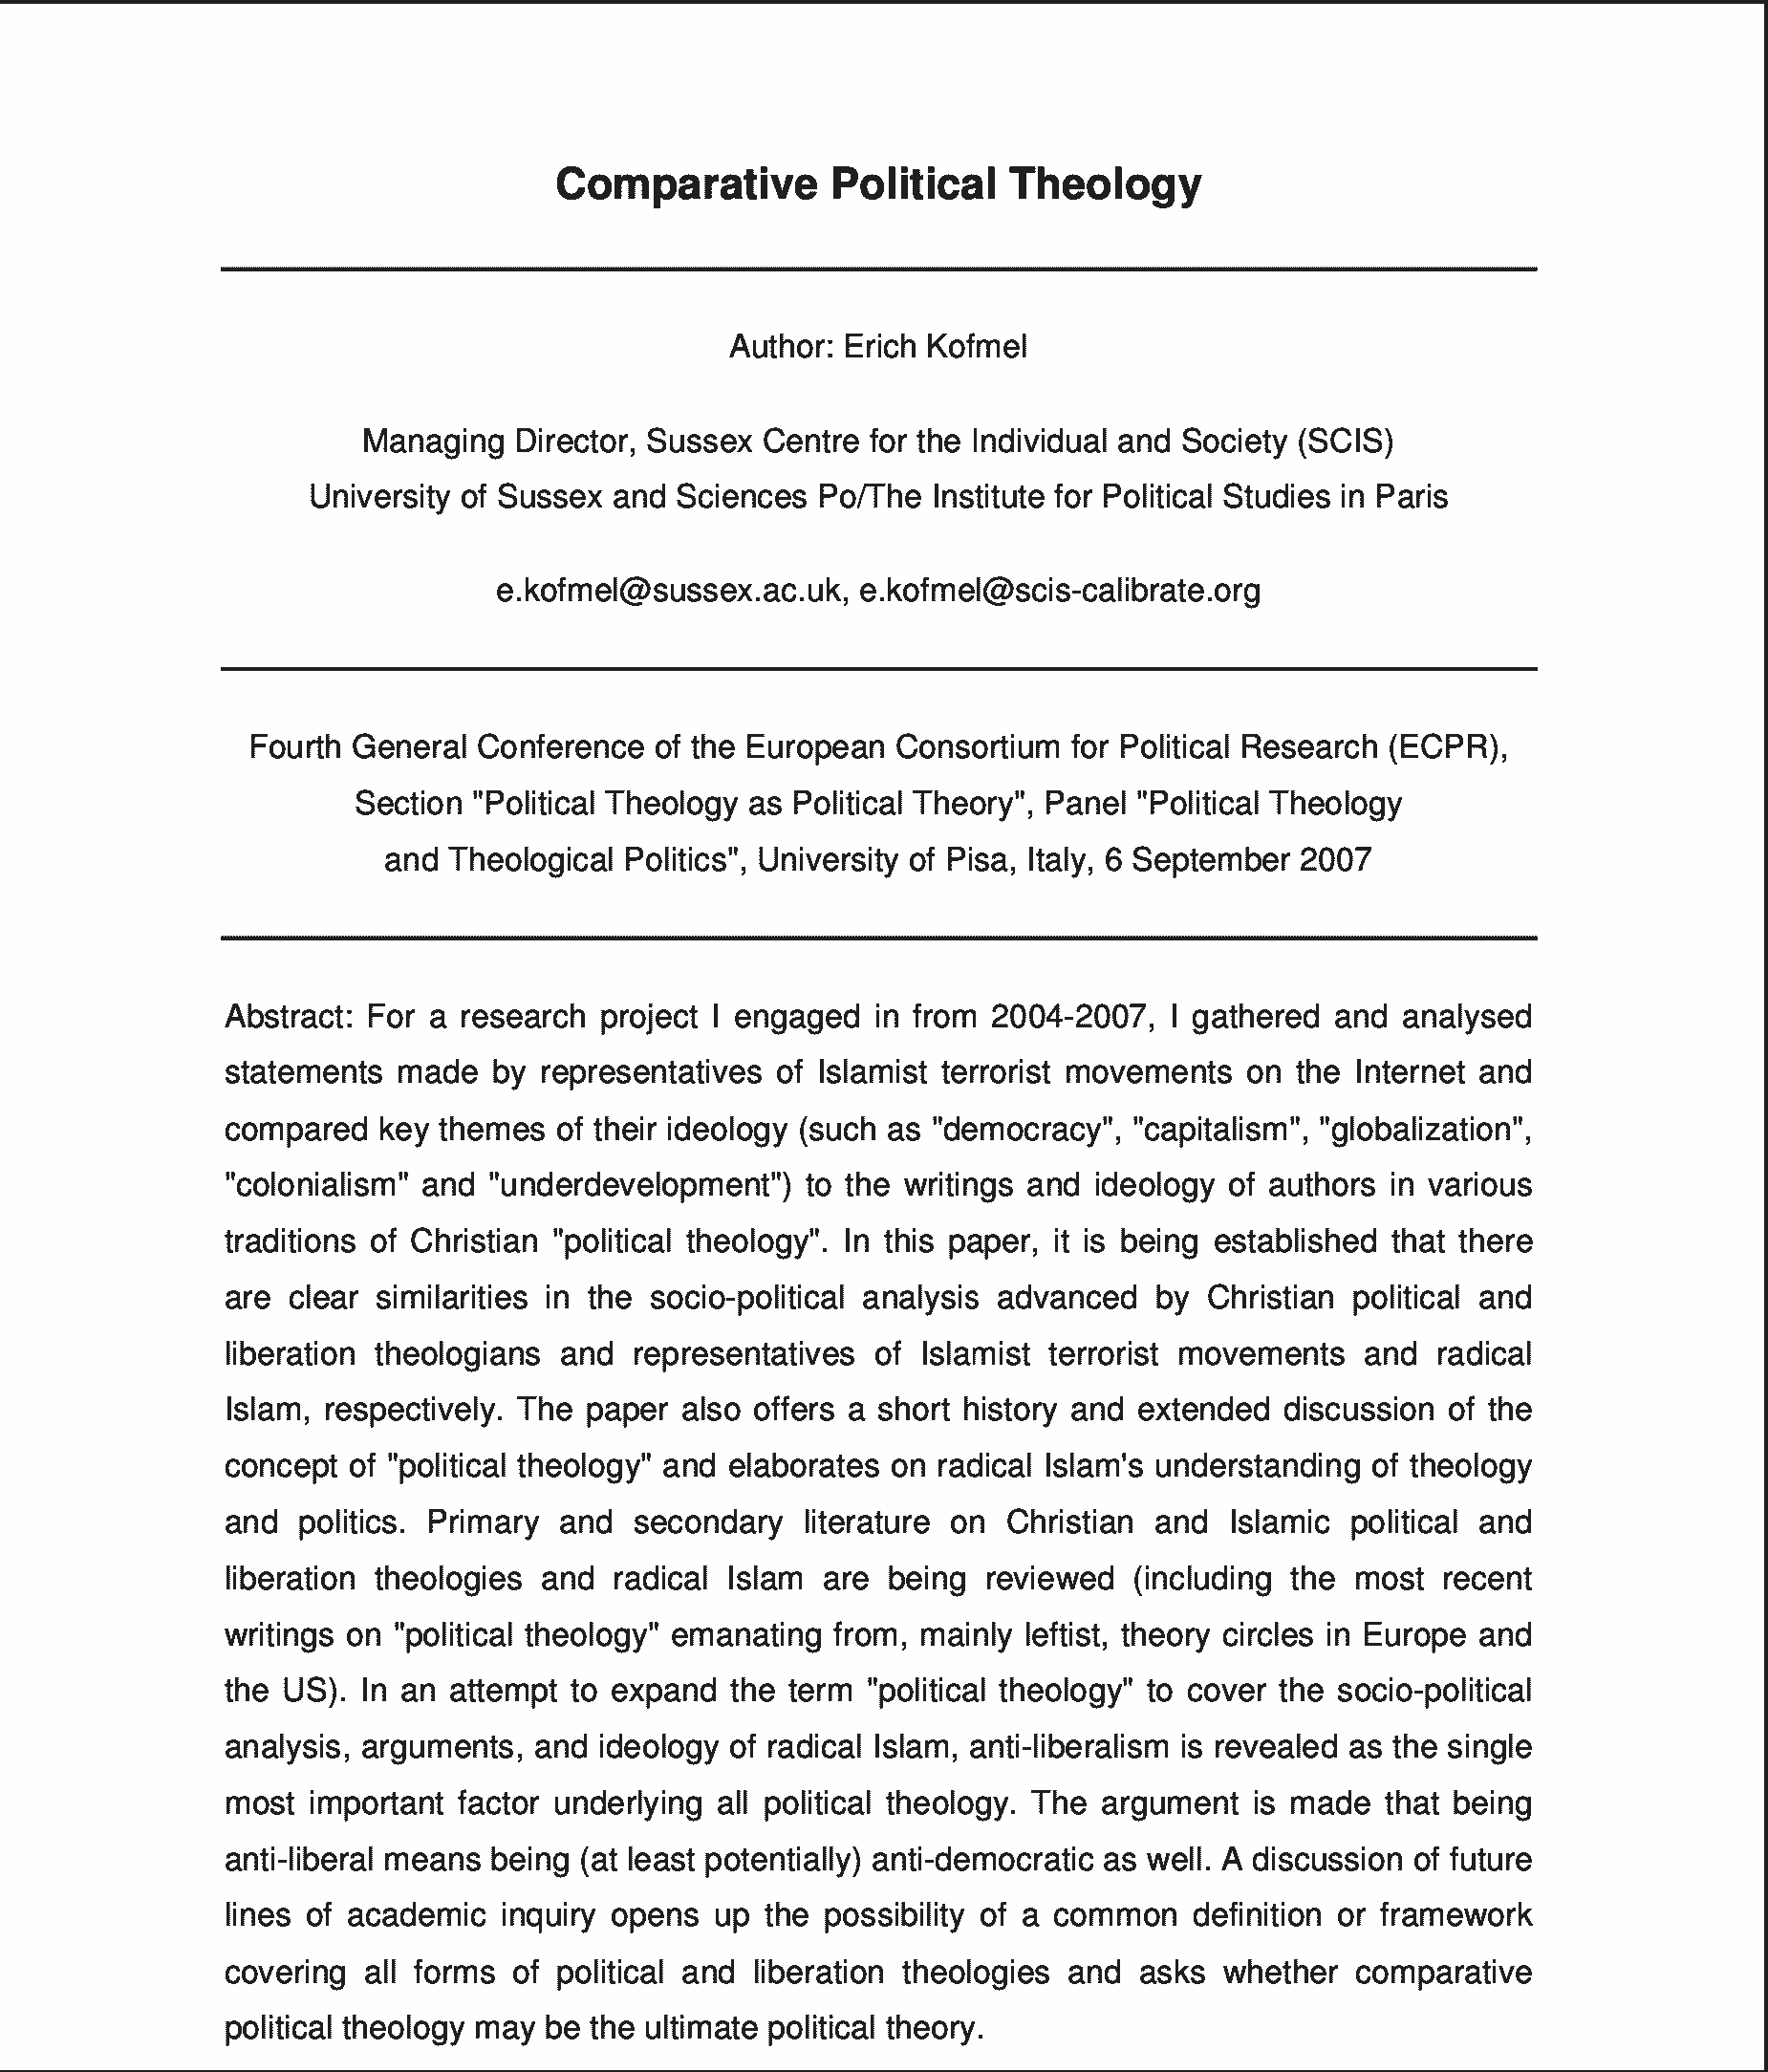 Comparative Political Theology
Author: Erich Kofmel
Managing Director, Sussex Centre for the Individual and Society (SCIS)
University of Sussex and Sciences Po/The Institute for Political Studies in Paris
e.kofmel@sussex.ac.uk, e.kofmel@scis-calibrate.org
Fourth General Conference of the European Consortium for Political Research (ECPR),
Section "Political Theology as Political Theory", Panel "Political Theology
and Theological Politics", University of Pisa, Italy, 6 September 2007
Abstract: For a research project I engaged in from 2004-2007, I gathered and analysed
statements made by representatives of Islamist terrorist movements on the Internet and
compared key themes of their ideology (such as "democracy", "capitalism", "globalization",
"colonialism" and "underdevelopment") to the writings and ideology of authors in various
traditions of Christian "political theology". In this paper, it is being established that there
are clear similarities in the socio-political analysis advanced by Christian political and
liberation theologians and representatives of Islamist terrorist movements and radical
Islam, respectively. The paper also offers a short history and extended discussion of the
concept of "political theology" and elaborates on radical Islam's understanding of theology
and politics. Primary and secondary literature on Christian and Islamic political and
liberation theologies and radical Islam are being reviewed (including the most recent
writings on "political theology" emanating from, mainly leftist, theory circles in Europe and
the US). In an attempt to expand the term "political theology" to cover the socio-political
analysis, arguments, and ideology of radical Islam, anti-liberalism is revealed as the single
most important factor underlying all political theology. The argument is made that being
anti-liberal means being (at least potentially) anti-democratic as well. A discussion of future
lines of academic inquiry opens up the possibility of a common definition or framework
covering all forms of political and liberation theologies and asks whether comparative
political theology may be the ultimate political theory.